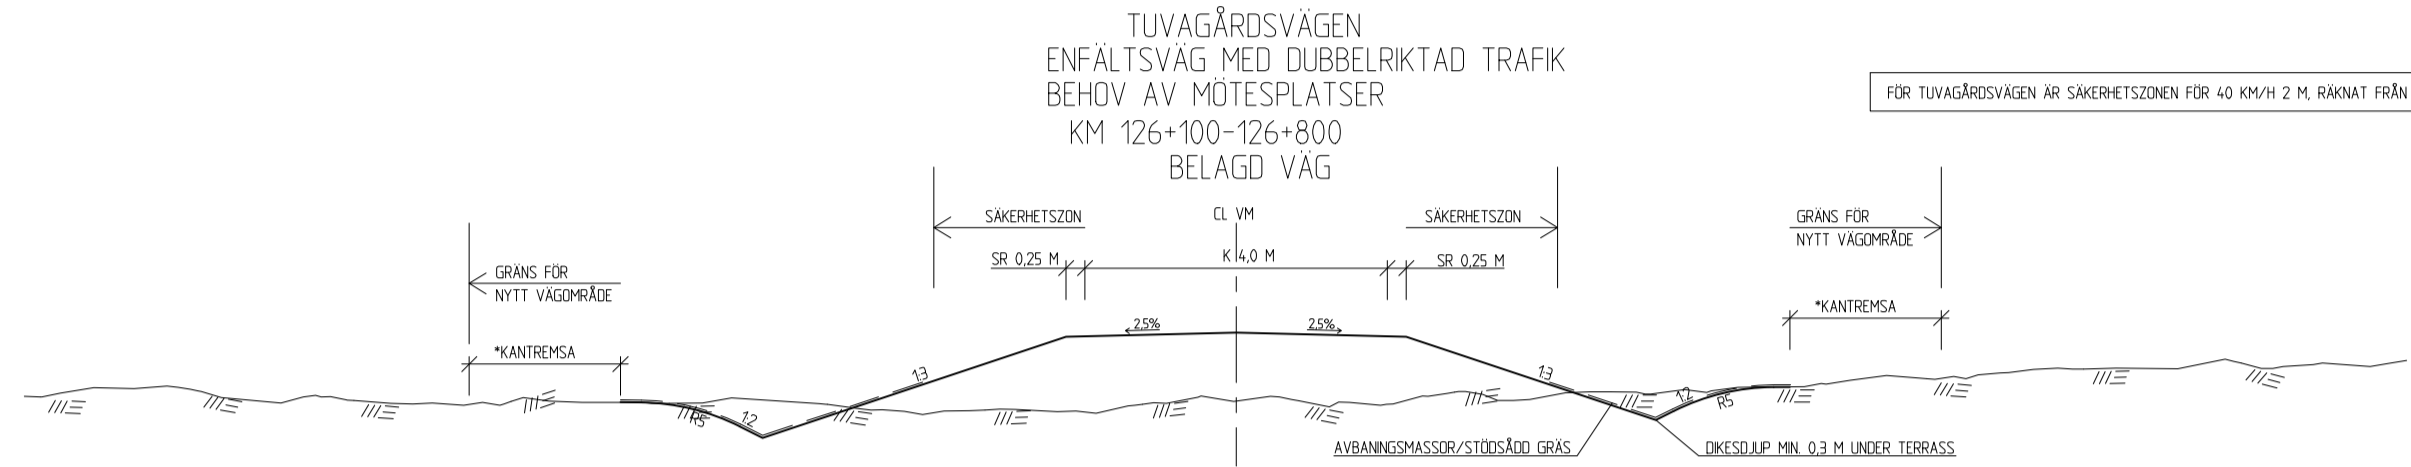 TUVAGÅRDSVÄGEN
ENFÄLTSVÄG MED DUBBELRIKTAD TRAFIK
BEHOV AV MÖTESPLATSER
KM 126+100-126+800
BELAGD VÄG
FÖR TUVAGÅRDSVÄGEN ÄR SÄKERHETSZONEN FÖR 40 KM/H 2 M, RÄKNAT FRÅN
SÄKERHETSZON
CL VM
SÄKERHETSZON
GRÄNS FÖR
NYTT VÄGOMRÅDE
SR 0,25 M
K 4,0 M
SR 0,25 M
GRÄNS FÖR
NYTT VÄGOMRÅDE
*KANTREMSA
2,5%
2,5%
*KANTREMSA
1:3
1:3
R5
1:2
1:2
R5
AVBANINGSMASSOR/STÖDSÅDD GRÄS
DIKESDJUP MIN. 0,3 M UNDER TERRASS